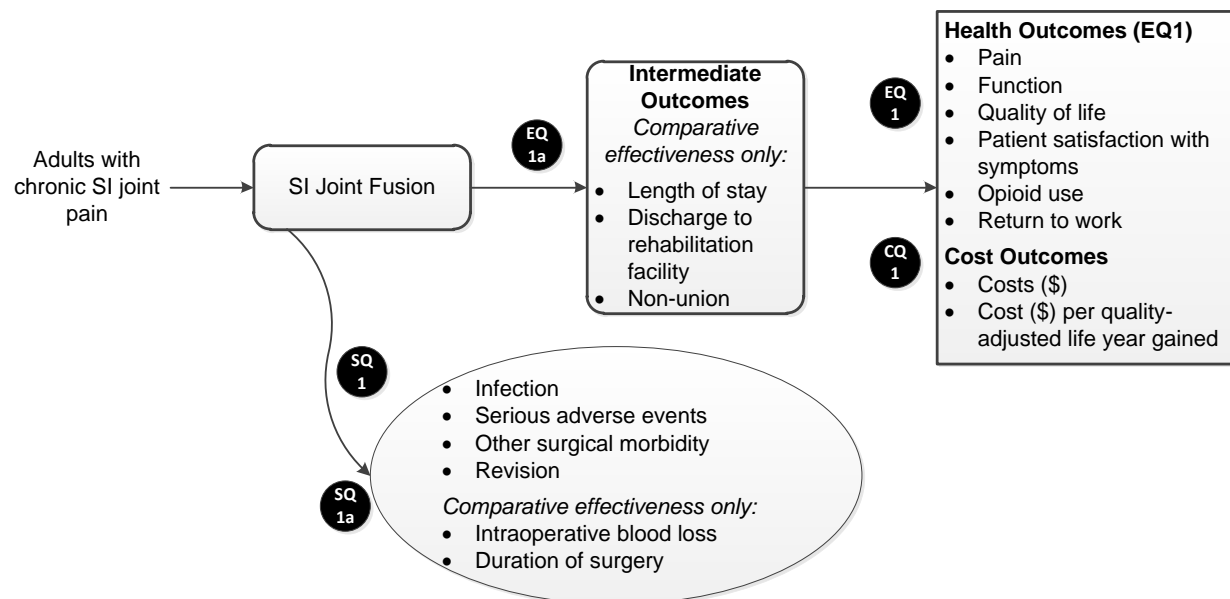 Adults with
chronic SI joint
pain
SI Joint Fusion
EQ
1a
Intermediate
Outcomes
Comparative
effectiveness only:
• Length of stay
• Discharge to
rehabilitation
facility
• Non-union
EQ
1
CQ
1
Health Outcomes (EQ1)
• Pain
• Function
• Quality of life
• Patient satisfaction with
symptoms
• Opioid use
• Return to work
Cost Outcomes
• Costs ($)
• Cost ($) per quality-
adjusted life year gained
SQ
1
SQ
1a
• Infection
• Serious adverse events
• Other surgical morbidity
• Revision
Comparative effectiveness only:
• Intraoperative blood loss
• Duration of surgery